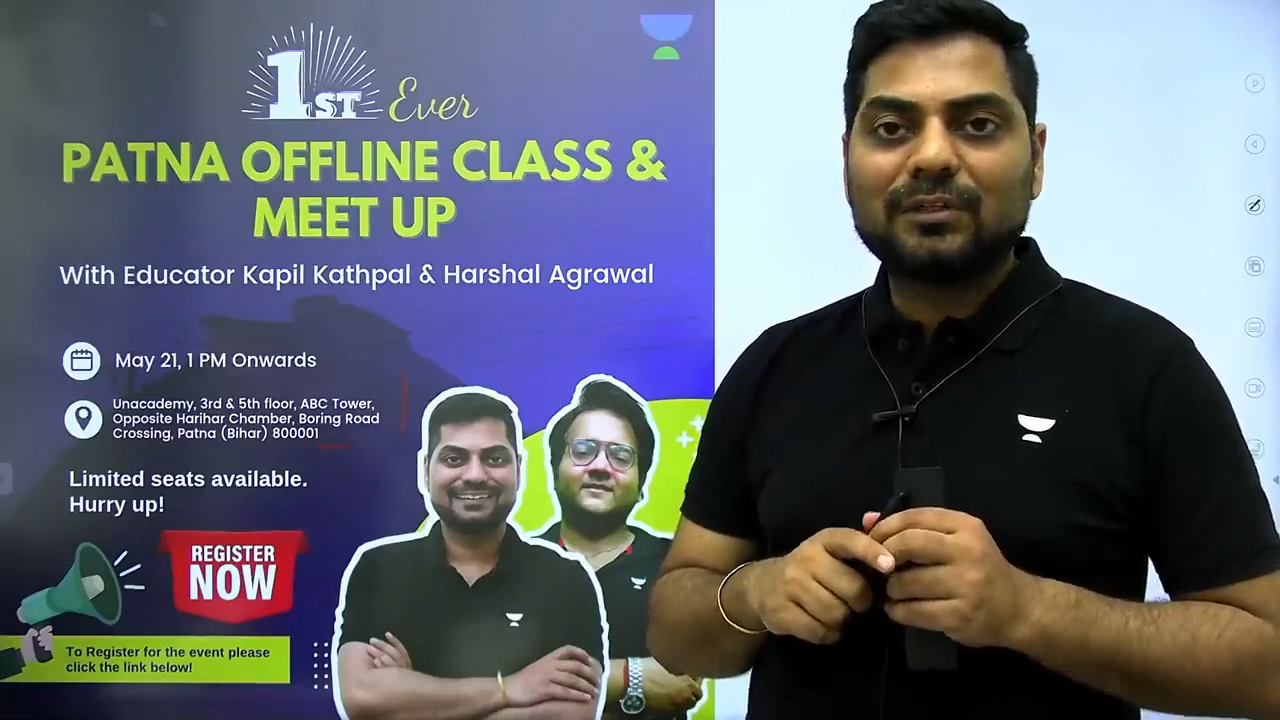 1ST Ever
PATNA OFFLINE CLASS &
MEET UP
With Educator Kapil Kathpal & Harshal Agrawal
May 21, 1 PM Onwards
Unacademy, 3rd & 5th floor, ABC Tower,
Opposite Harihar Chamber, Boring Road
Crossing, Patna (Bihar) 800001
Limited seats available.
Hurry up!
REGISTER
NOW
To Register for the event please
click the link below!